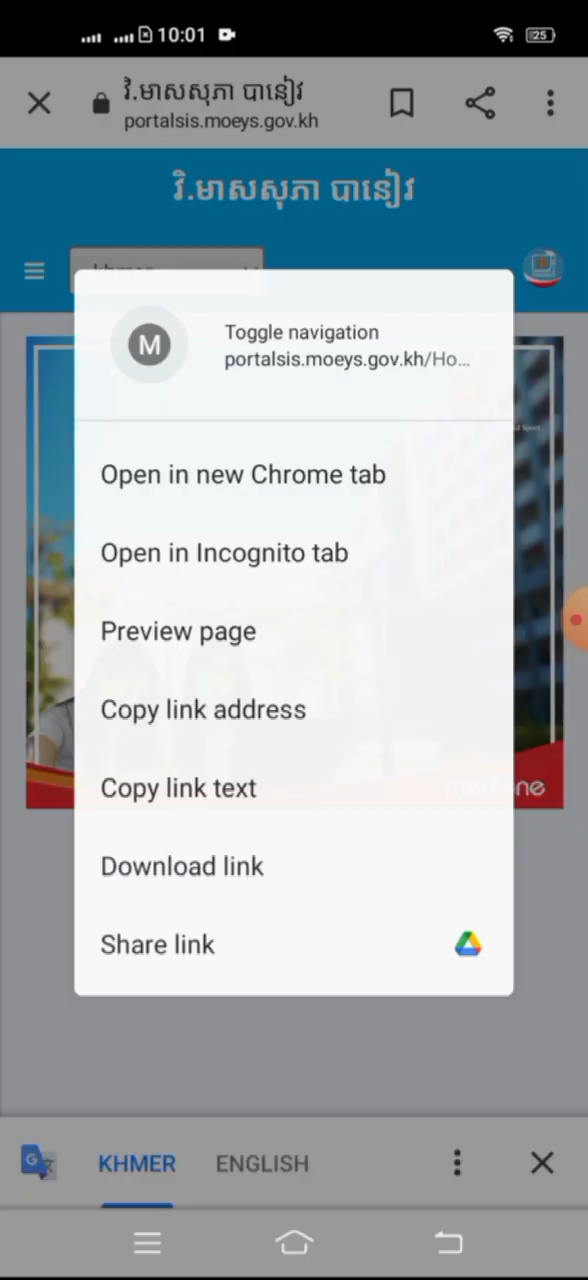 10:01
25
វិ.មាសសុភា បានៀវ
portalsis.moeys.gov.kh
វិ.មាសសុភា បានៀវ
M
Toggle navigation
portalsis.moeys.gov.kh/Ho...
Open in new Chrome tab
Open in Incognito tab
Preview page
Copy link address
Copy link text
Download link
Share link
KHMER
ENGLISH